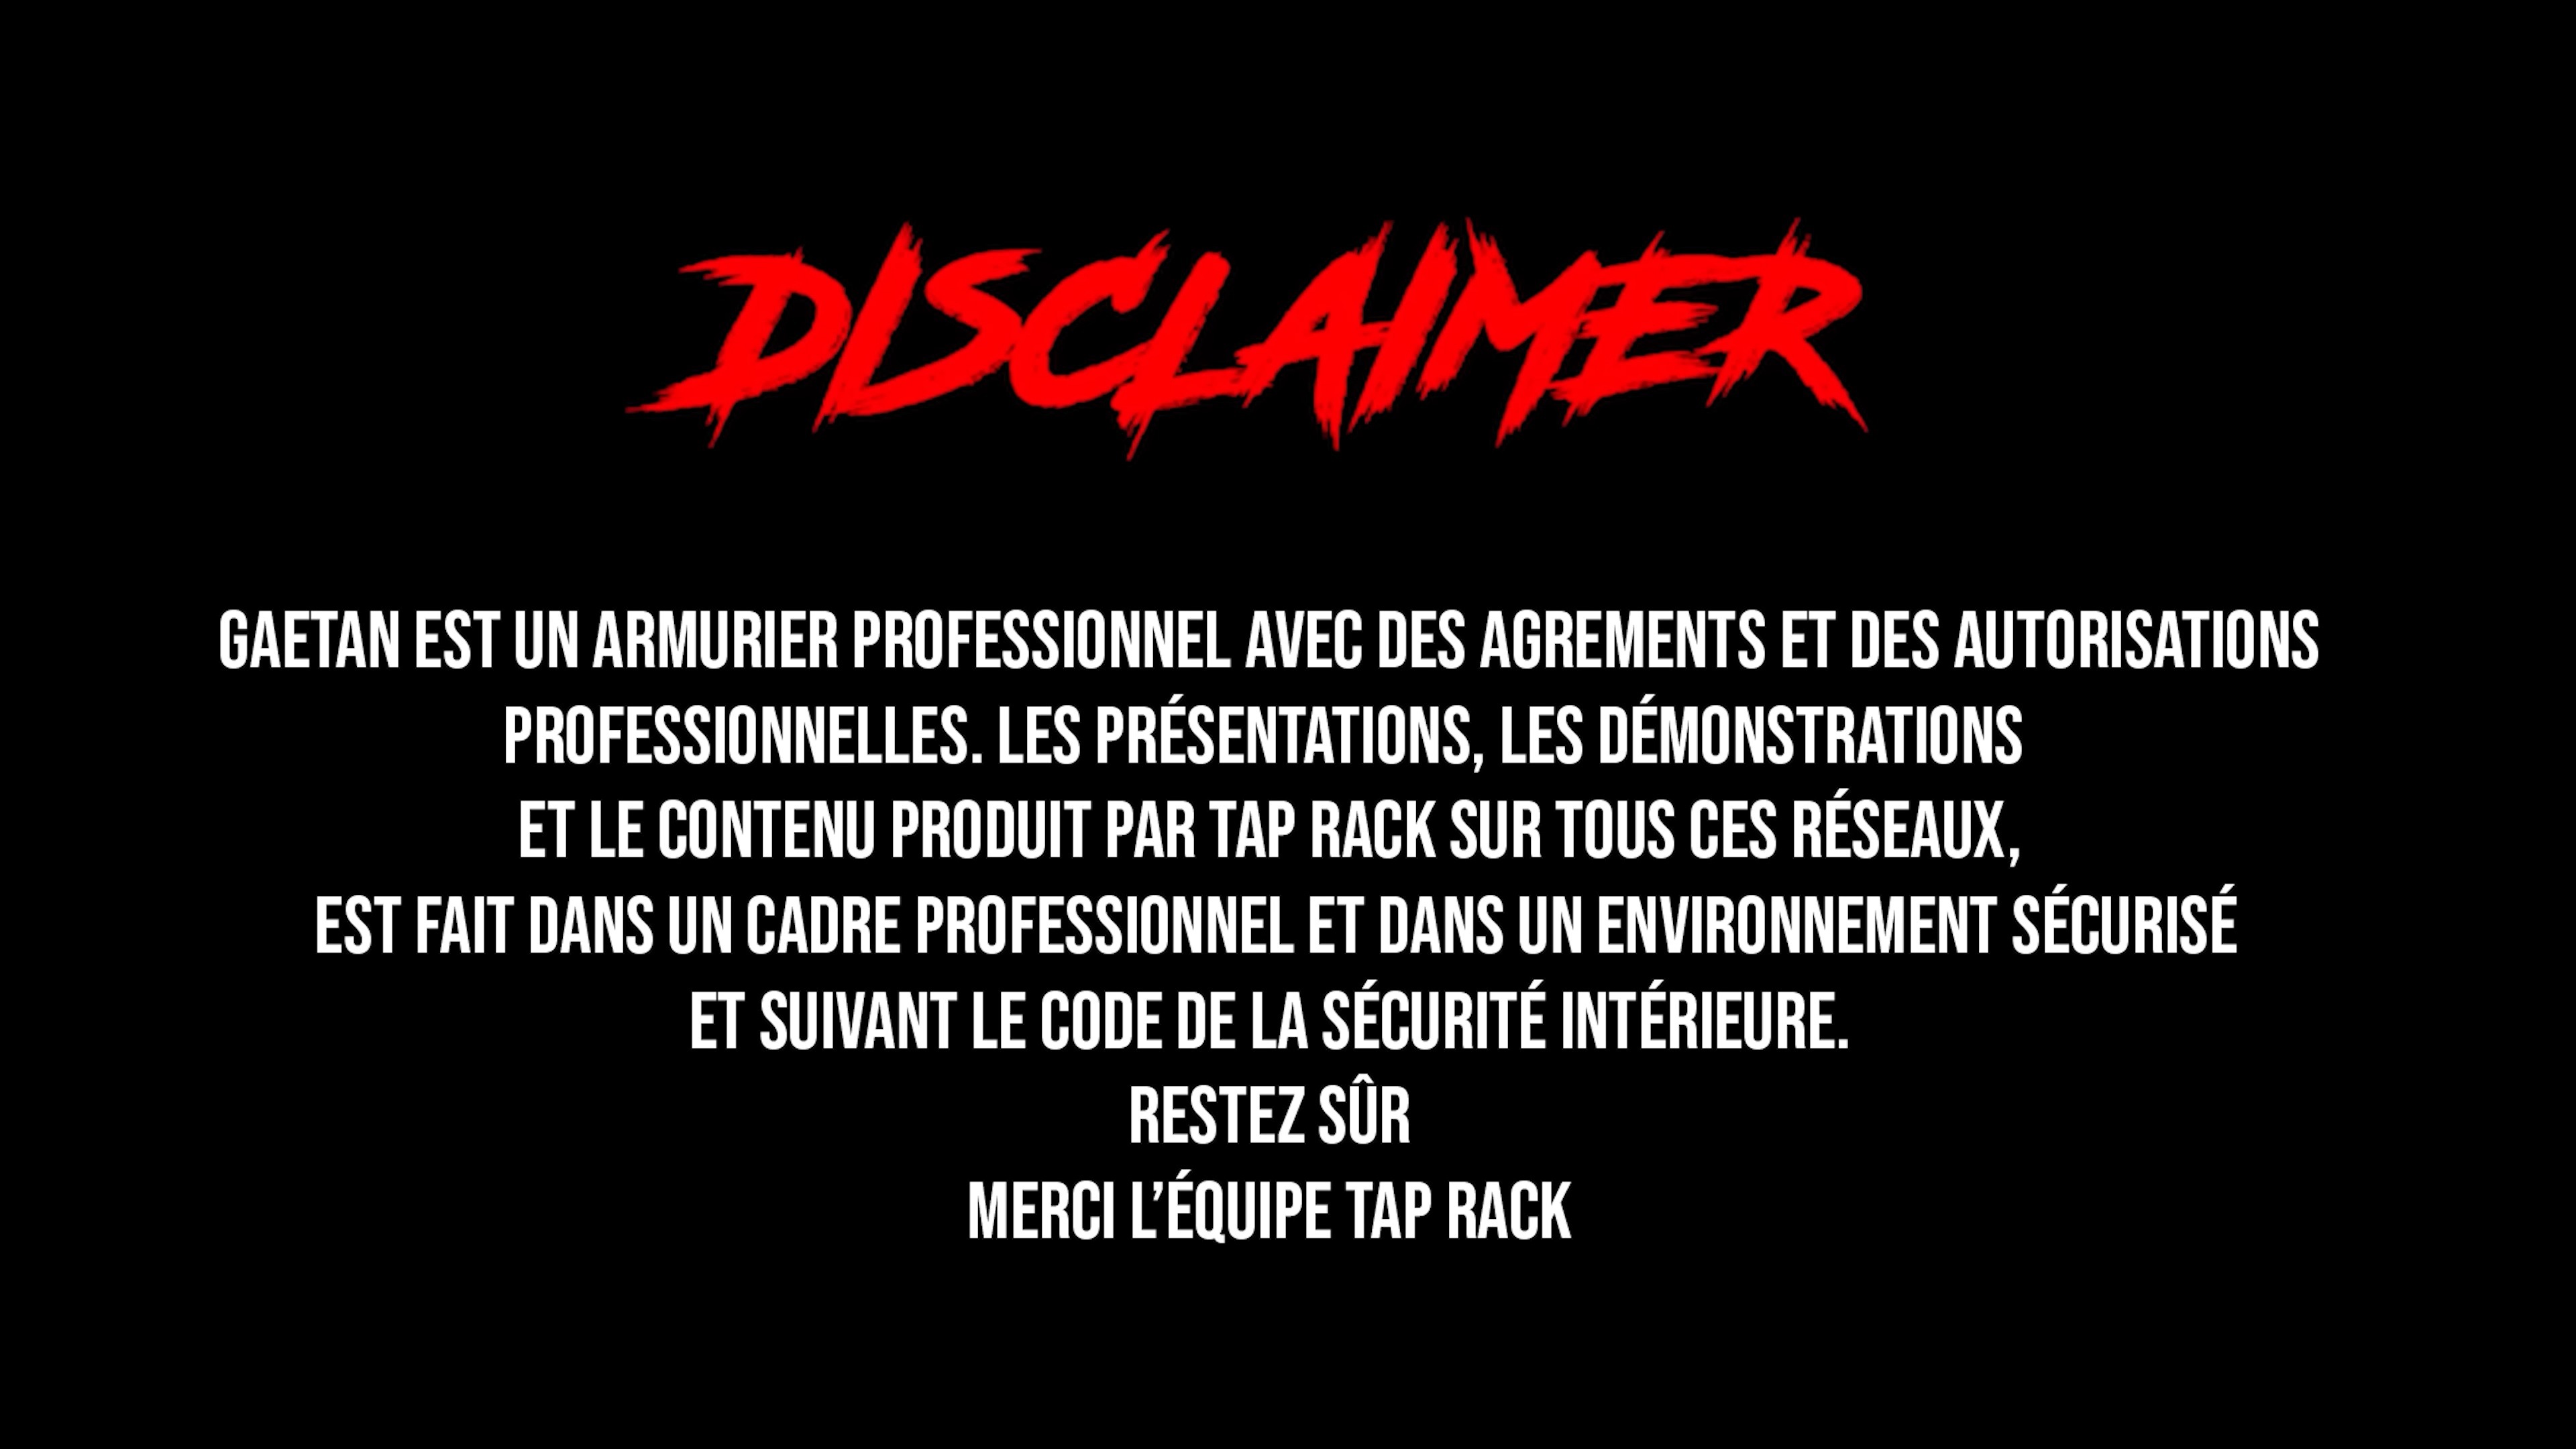 DISCLAIMER
GAETAN EST UN ARMURIER PROFESSIONNEL AVEC DES AGREMENTS ET DES AUTORISATIONS
PROFESSIONNELLES. LES PRÉSENTATIONS, LES DÉMONSTRATIONS
ET LE CONTENU PRODUIT PAR TAP RACK SUR TOUS CES RÉSEAUX,
EST FAIT DANS UN CADRE PROFESSIONNEL ET DANS UN ENVIRONNEMENT SÉCURISÉ
ET SUIVANT LE CODE DE LA SÉCURITÉ INTÉRIEURE.
RESTEZ SÛR
MERCI L’ÉQUIPE TAP RACK